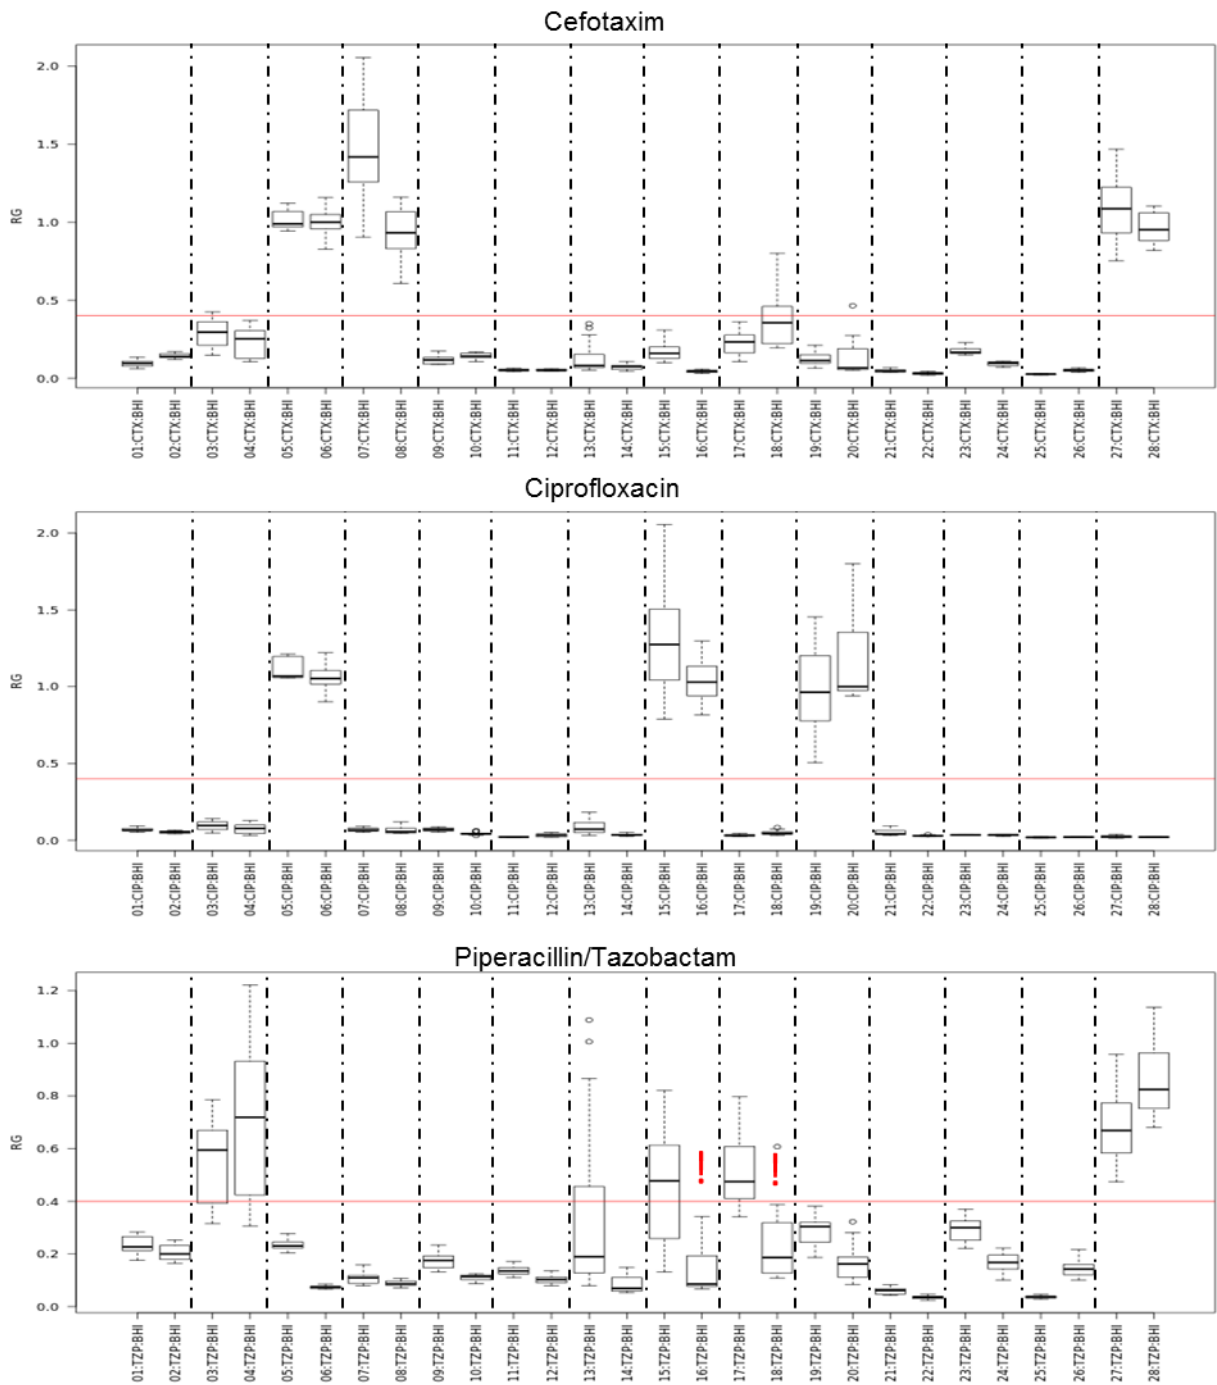 Cefotaxim
2.0
1.5
RG
1.0
0.5
0.0
01:CTX:BHI
02:CTX:BHI
03:CTX:BHI
04:CTX:BHI
05:CTX:BHI
06:CTX:BHI
07:CTX:BHI
08:CTX:BHI
09:CTX:BHI
10:CTX:BHI
11:CTX:BHI
12:CTX:BHI
13:CTX:BHI
14:CTX:BHI
15:CTX:BHI
16:CTX:BHI
17:CTX:BHI
18:CTX:BHI
19:CTX:BHI
20:CTX:BHI
21:CTX:BHI
22:CTX:BHI
23:CTX:BHI
24:CTX:BHI
25:CTX:BHI
26:CTX:BHI
27:CTX:BHI
28:CTX:BHI
Ciprofloxacin
2.0
1.5
RG
1.0
0.5
0.0
01:CIP:BHI
02:CIP:BHI
03:CIP:BHI
04:CIP:BHI
05:CIP:BHI
06:CIP:BHI
07:CIP:BHI
08:CIP:BHI
09:CIP:BHI
10:CIP:BHI
11:CIP:BHI
12:CIP:BHI
13:CIP:BHI
14:CIP:BHI
15:CIP:BHI
16:CIP:BHI
17:CIP:BHI
18:CIP:BHI
19:CIP:BHI
20:CIP:BHI
21:CIP:BHI
22:CIP:BHI
23:CIP:BHI
24:CIP:BHI
25:CIP:BHI
26:CIP:BHI
27:CIP:BHI
28:CIP:BHI
Piperacillin/Tazobactam
1.2
1.0
0.8
RG
0.6
! !
0.4
0.2
0.0
01:TZP:BHI
02:TZP:BHI
03:TZP:BHI
04:TZP:BHI
05:TZP:BHI
06:TZP:BHI
07:TZP:BHI
08:TZP:BHI
09:TZP:BHI
10:TZP:BHI
11:TZP:BHI
12:TZP:BHI
13:TZP:BHI
14:TZP:BHI
15:TZP:BHI
16:TZP:BHI
17:TZP:BHI
18:TZP:BHI
19:TZP:BHI
20:TZP:BHI
21:TZP:BHI
22:TZP:BHI
23:TZP:BHI
24:TZP:BHI
25:TZP:BHI
26:TZP:BHI
27:TZP:BHI
28:TZP:BHI